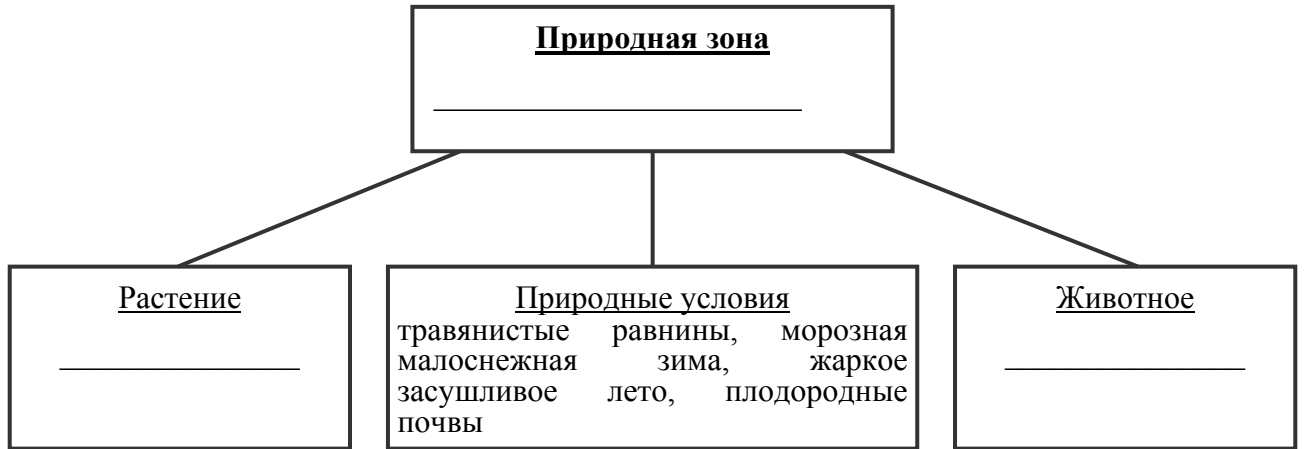 Природная зона
Растение
Природные условия
травянистые равнины, морозная
малоснежная зима, жаркое
засушливое лето, плодородные
почвы
Животное